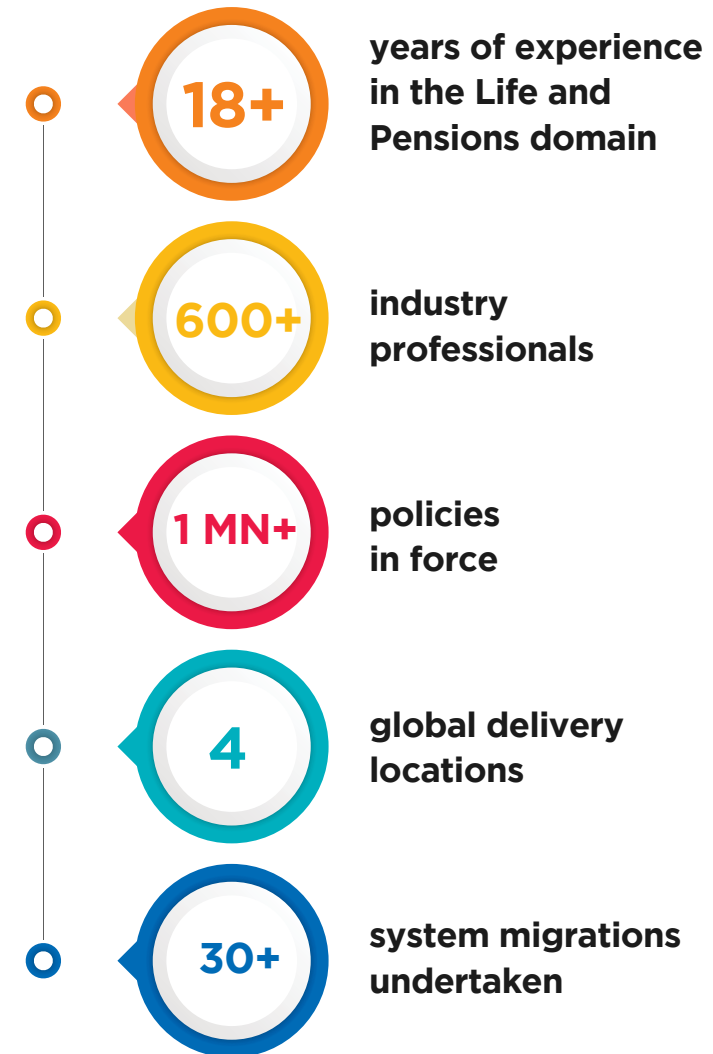 18+
years of experience
in the Life and
Pensions domain
600+
industry
professionals
1 MN+
policies
in force
4
global delivery
locations
30+
system migrations
undertaken